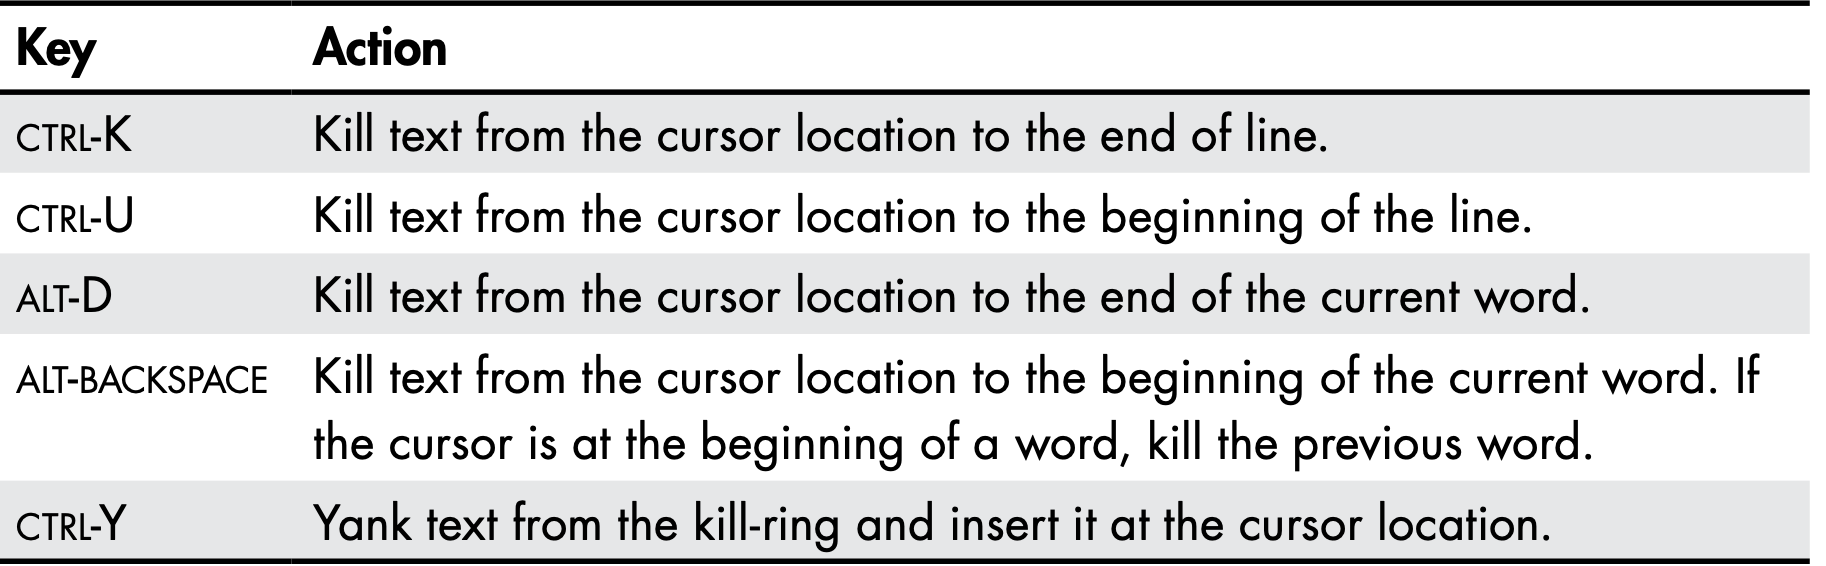 Key Action
CTRL-K Kill text from the cursor location to the end of line.
CTRL-U Kill text from the cursor location to the beginning of the line.
ALT-D Kill text from the cursor location to the end of the current word.
ALT-BACKSPACE Kill text from the cursor location to the beginning of the current word. If
the cursor is at the beginning of a word, kill the previous word.
CTRL-Y Yank text from the kill-ring and insert it at the cursor location.